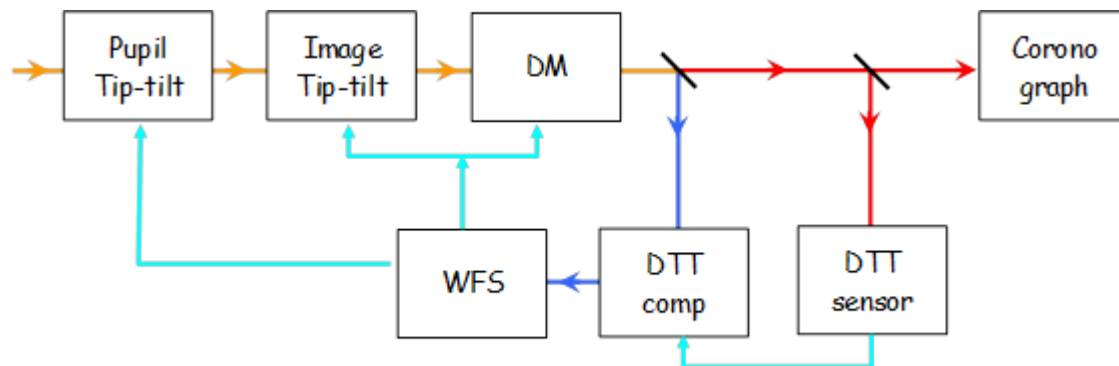 Pupil
Tip-tilt
Image
Tip-tilt
DM
Corono
graph
WFS
DTT
comp
DTT
sensor